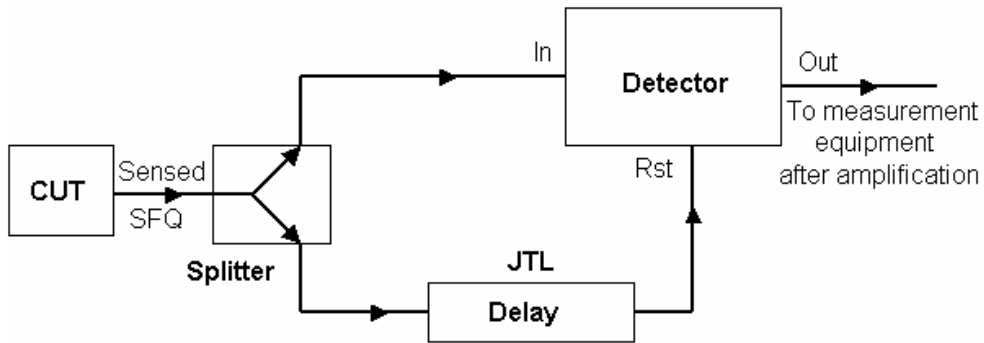 In
Detector
Out
To measurement
equipment
after amplification
Rst
CUT
Sensed
SFQ
Splitter
JTL
Delay